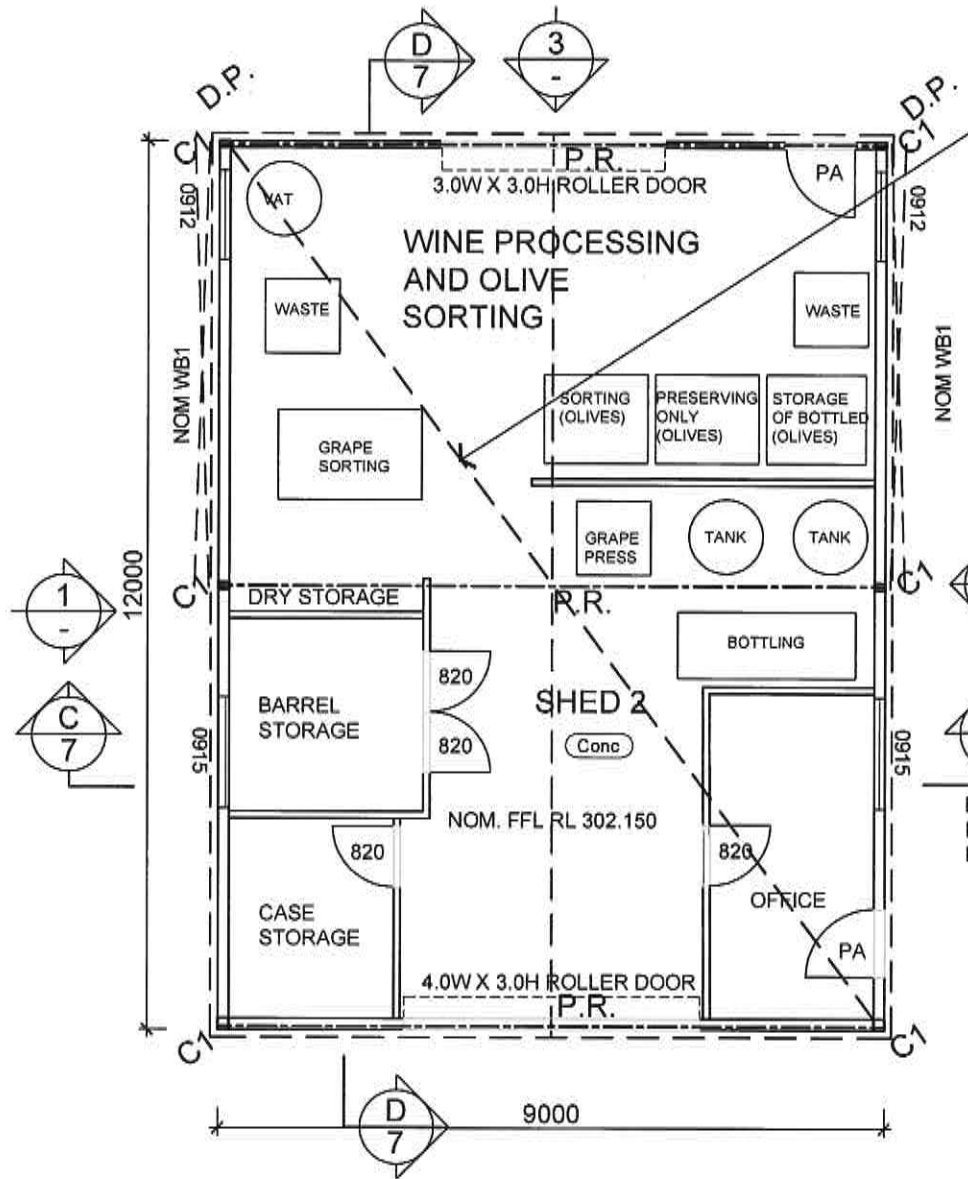 D
7
3
-
D.P.
D.P.
C1
C1
P.R.
3.0W X 3.0H ROLLER DOOR
PA
VAT
0912
0912
WINE PROCESSING
AND OLIVE
SORTING
WASTE
WASTE
NOM WB1
NOM WB1
SORTING
(OLIVES)
PRESERVING
ONLY
(OLIVES)
STORAGE
OF BOTTLED
(OLIVES)
GRAPE
SORTING
GRAPE
PRESS
TANK
TANK
12000
1
-
C1
C1
DRY STORAGE
P.R.
BOTTLING
820
BARREL
STORAGE
SHED 2
C
7
820
Conc
0915
0915
NOM. FFL RL 302.150
820
820
OFFICE
CASE
STORAGE
PA
4.0W X 3.0H ROLLER DOOR
P.R.
C1
C1
9000
D
7